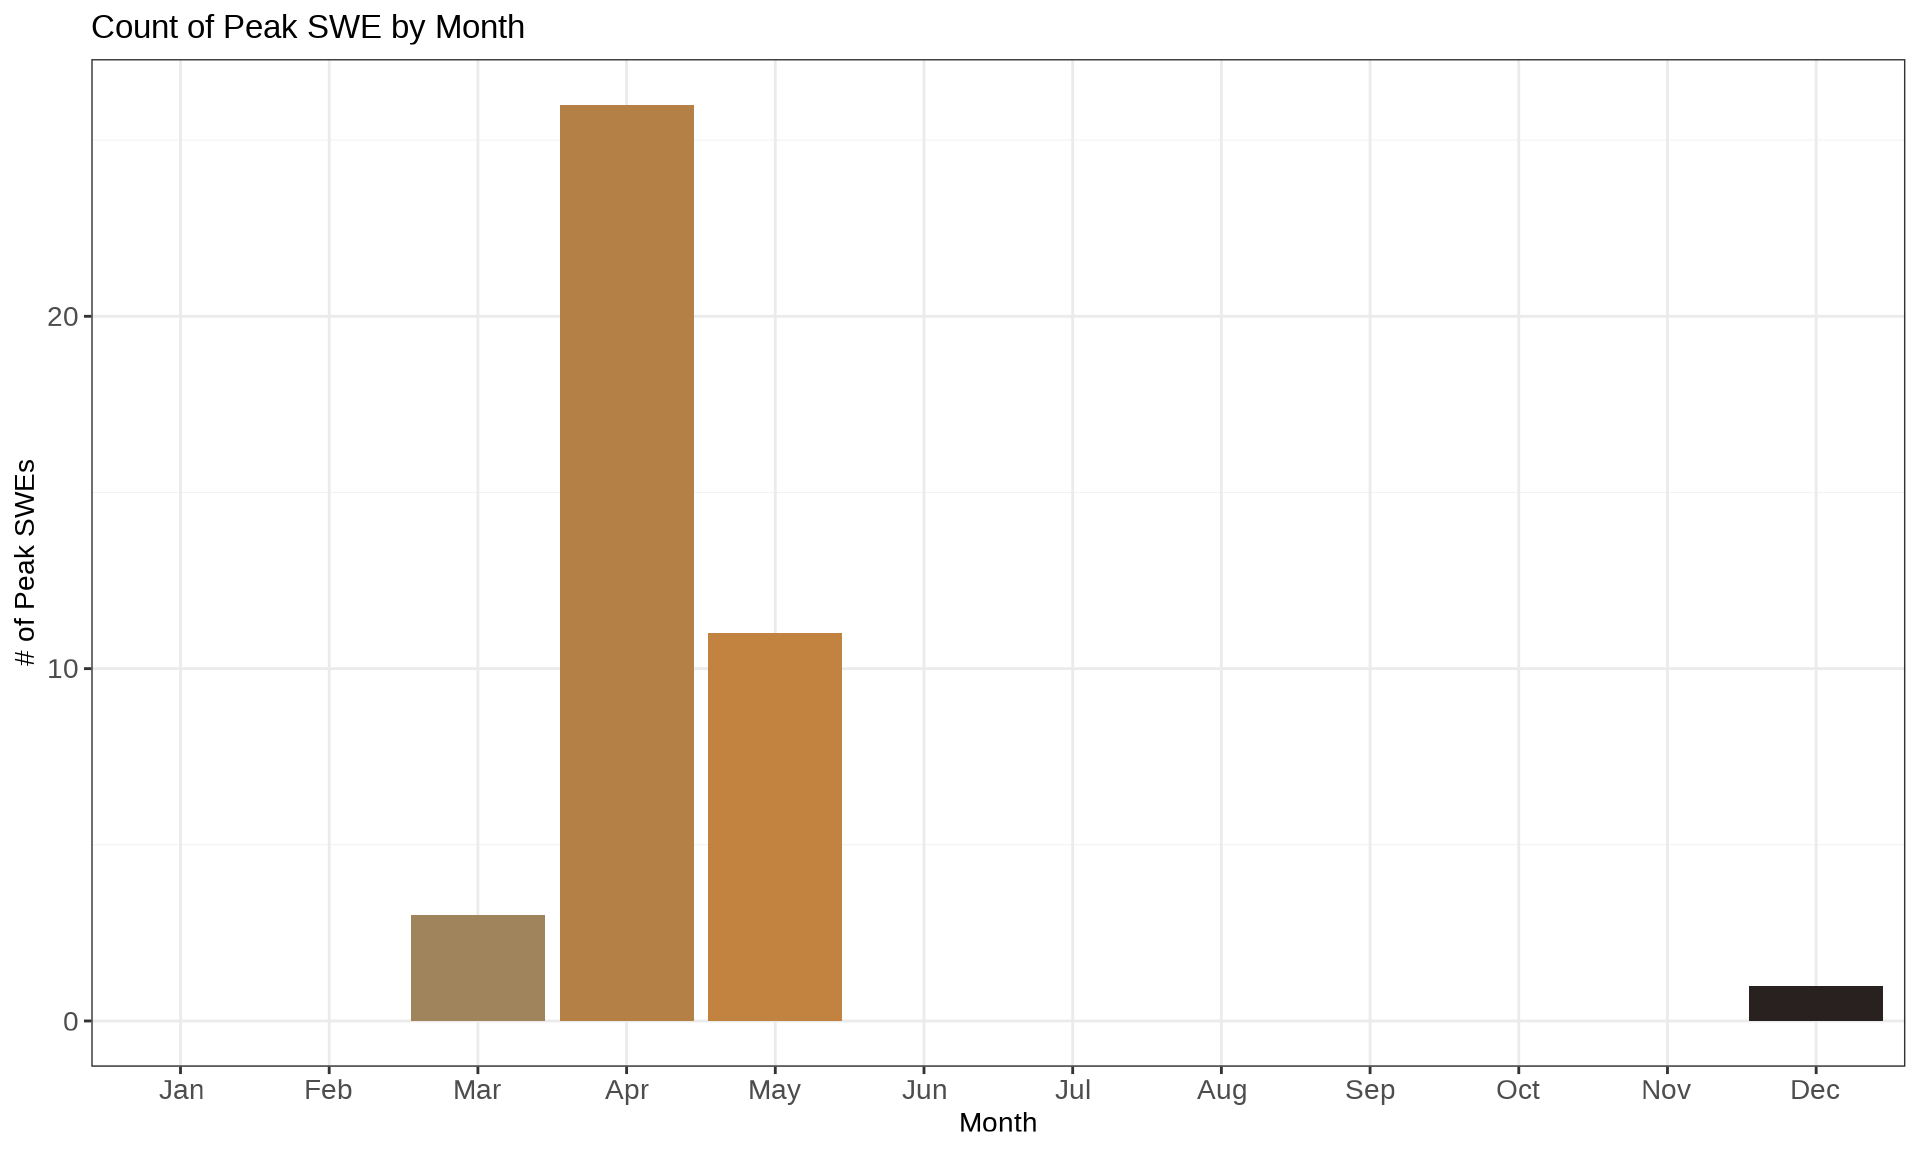 Count of Peak SWE by Month
# of Peak SWEs
20
10
0
Jan Feb Mar Apr May Jun Jul Aug Sep Oct Nov Dec
Month